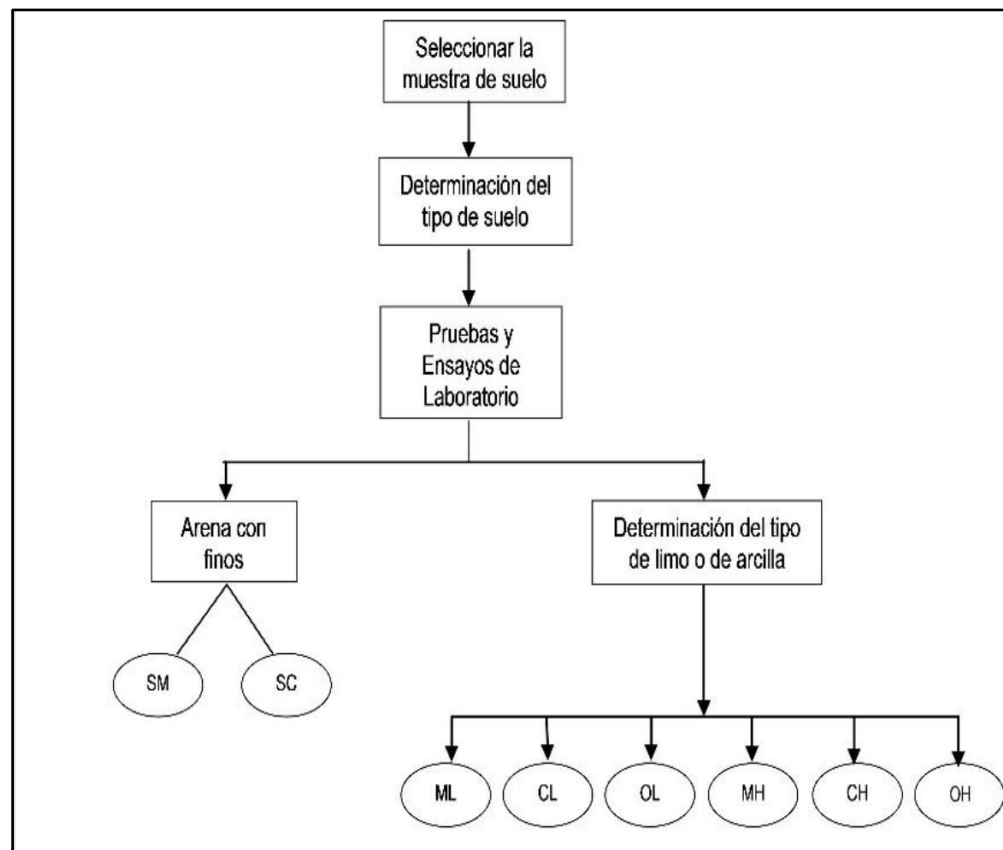 Seleccionar la
muestra de suelo
Determinación del
tipo de suelo
Pruebas y
Ensayos de
Laboratorio
Arena con
finos
Determinación del tipo
de limo o de arcilla
SM
SC
ML
CL
OL
MH
CH
OH